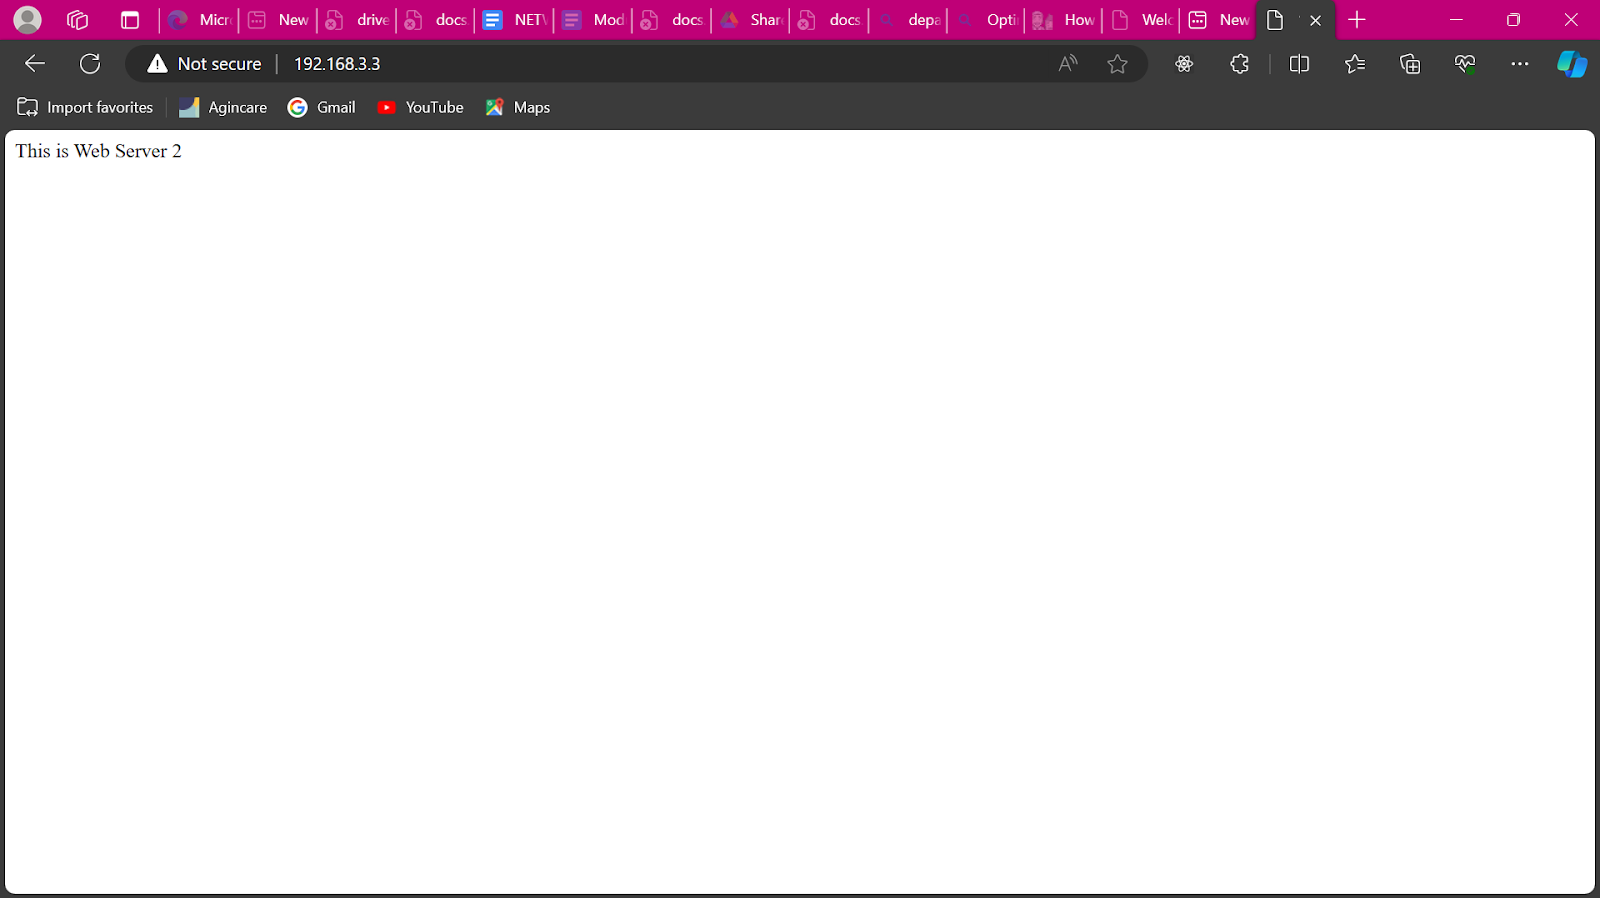 Micr New drive docs NETW Mod docs Shar docs depa Opti How Welc New
Not secure 192.168.3.3
Import favorites Agincare Gmail YouTube Maps
This is Web Server 2